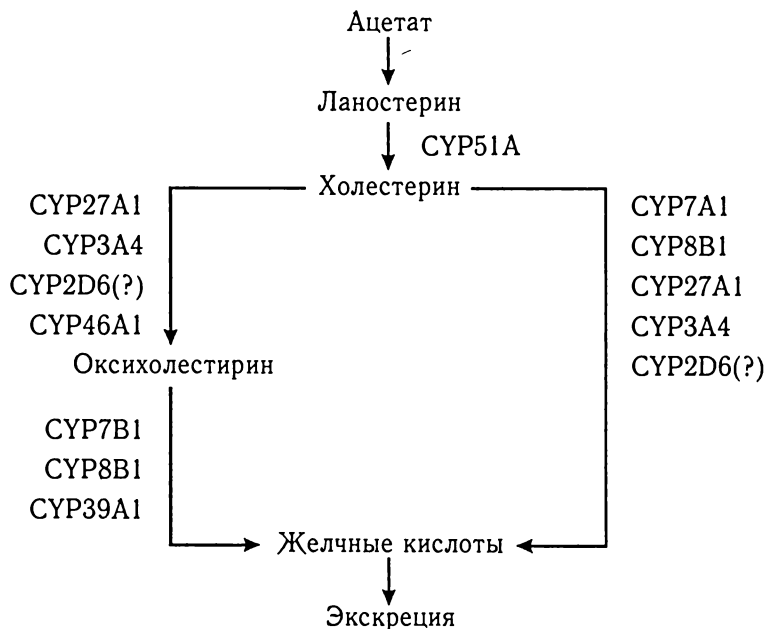 Ацетат
Ланостерин
CYP51A
Холестерин
CYP27A1
CYP3A4
CYP2D6(?)
CYP46A1
Оксихолестирин
CYP7B1
CYP8B1
CYP39A1
CYP7A1
CYP8B1
CYP27A1
CYP3A4
CYP2D6(?)
Желчные кислоты
Экскреция